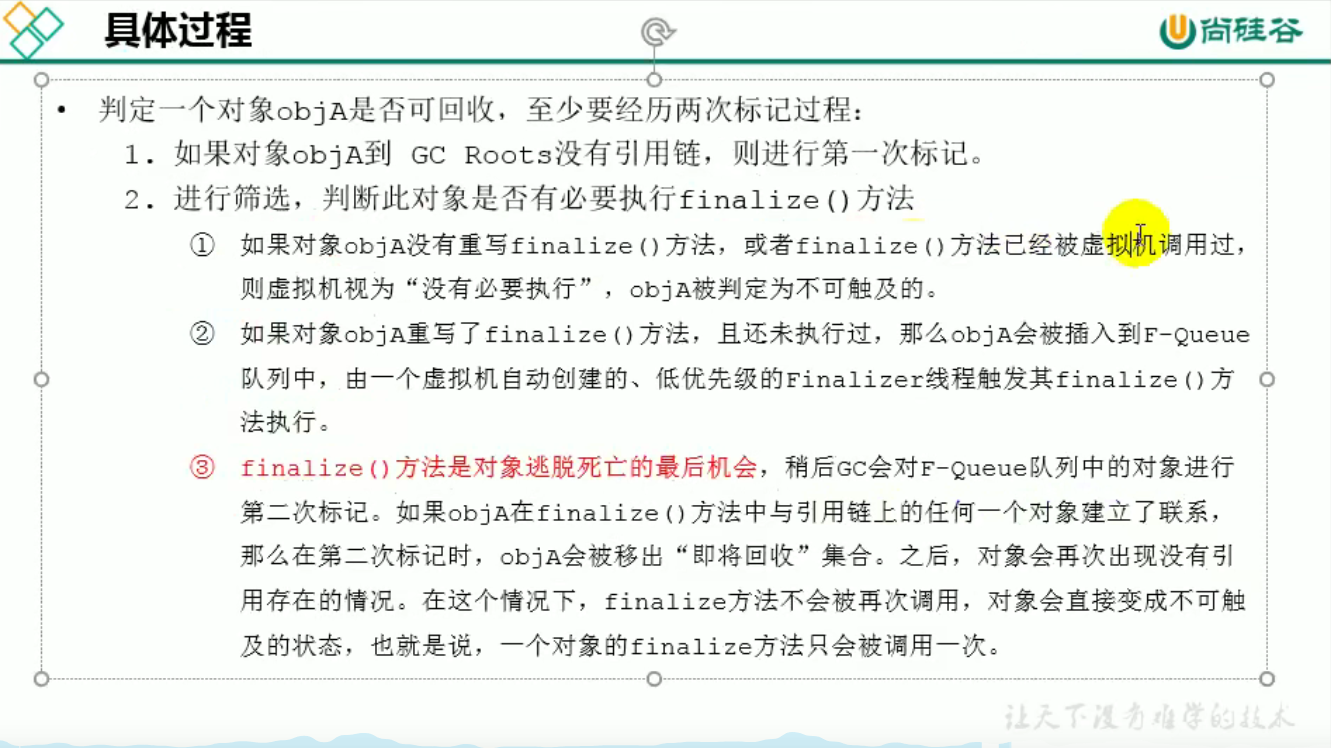 具体过程
尚硅谷
• 判定一个对象objA是否可回收，至少要经历两次标记过程：
1. 如果对象objA到 GC Roots没有引用链，则进行第一次标记。
2. 进行筛选，判断此对象是否有必要执行finalize()方法
① 如果对象objA没有重写finalize()方法，或者finalize()方法已经被虚拟机调用过，
则虚拟机视为“没有必要执行”，objA被判定为不可触及的。
② 如果对象objA重写了finalize()方法，且还未执行过，那么objA会被插入到F-Queue
队列中，由一个虚拟机自动创建的、低优先级的Finalizer线程触发其finalize()方
法执行。
③ finalize()方法是对象逃脱死亡的最后机会，稍后GC会对F-Queue队列中的对象进行
第二次标记。如果objA在finalize()方法中与引用链上的任何一个对象建立了联系，
那么在第二次标记时，objA会被移出“即将回收”集合。之后，对象会再次出现没有引
用存在的情况。在这个情况下，finalize方法不会被再次调用，对象会直接变成不可触
及的状态，也就是说，一个对象的finalize方法只会被调用一次。
让天下没有难学的技术